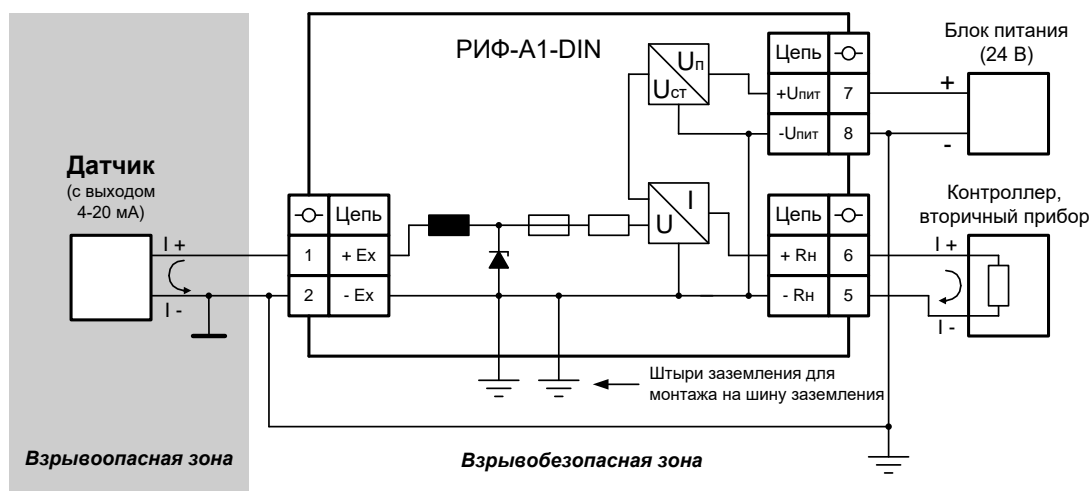 РИФ-А1-DIN
Блок питания
(24 В)
Uп
Uст
Цепь
+Uпит
7
-Uпит
8
+
-
Датчик
(с выходом
4-20 мА)
I +
I -
Цепь
1
+ Ex
2
- Ex
I
U
Цепь
+ Rн
6
- Rн
5
Контроллер,
вторичный прибор
I +
I -
Штыри заземления для
монтажа на шину заземления
Взрывоопасная зона
Взрывобезопасная зона